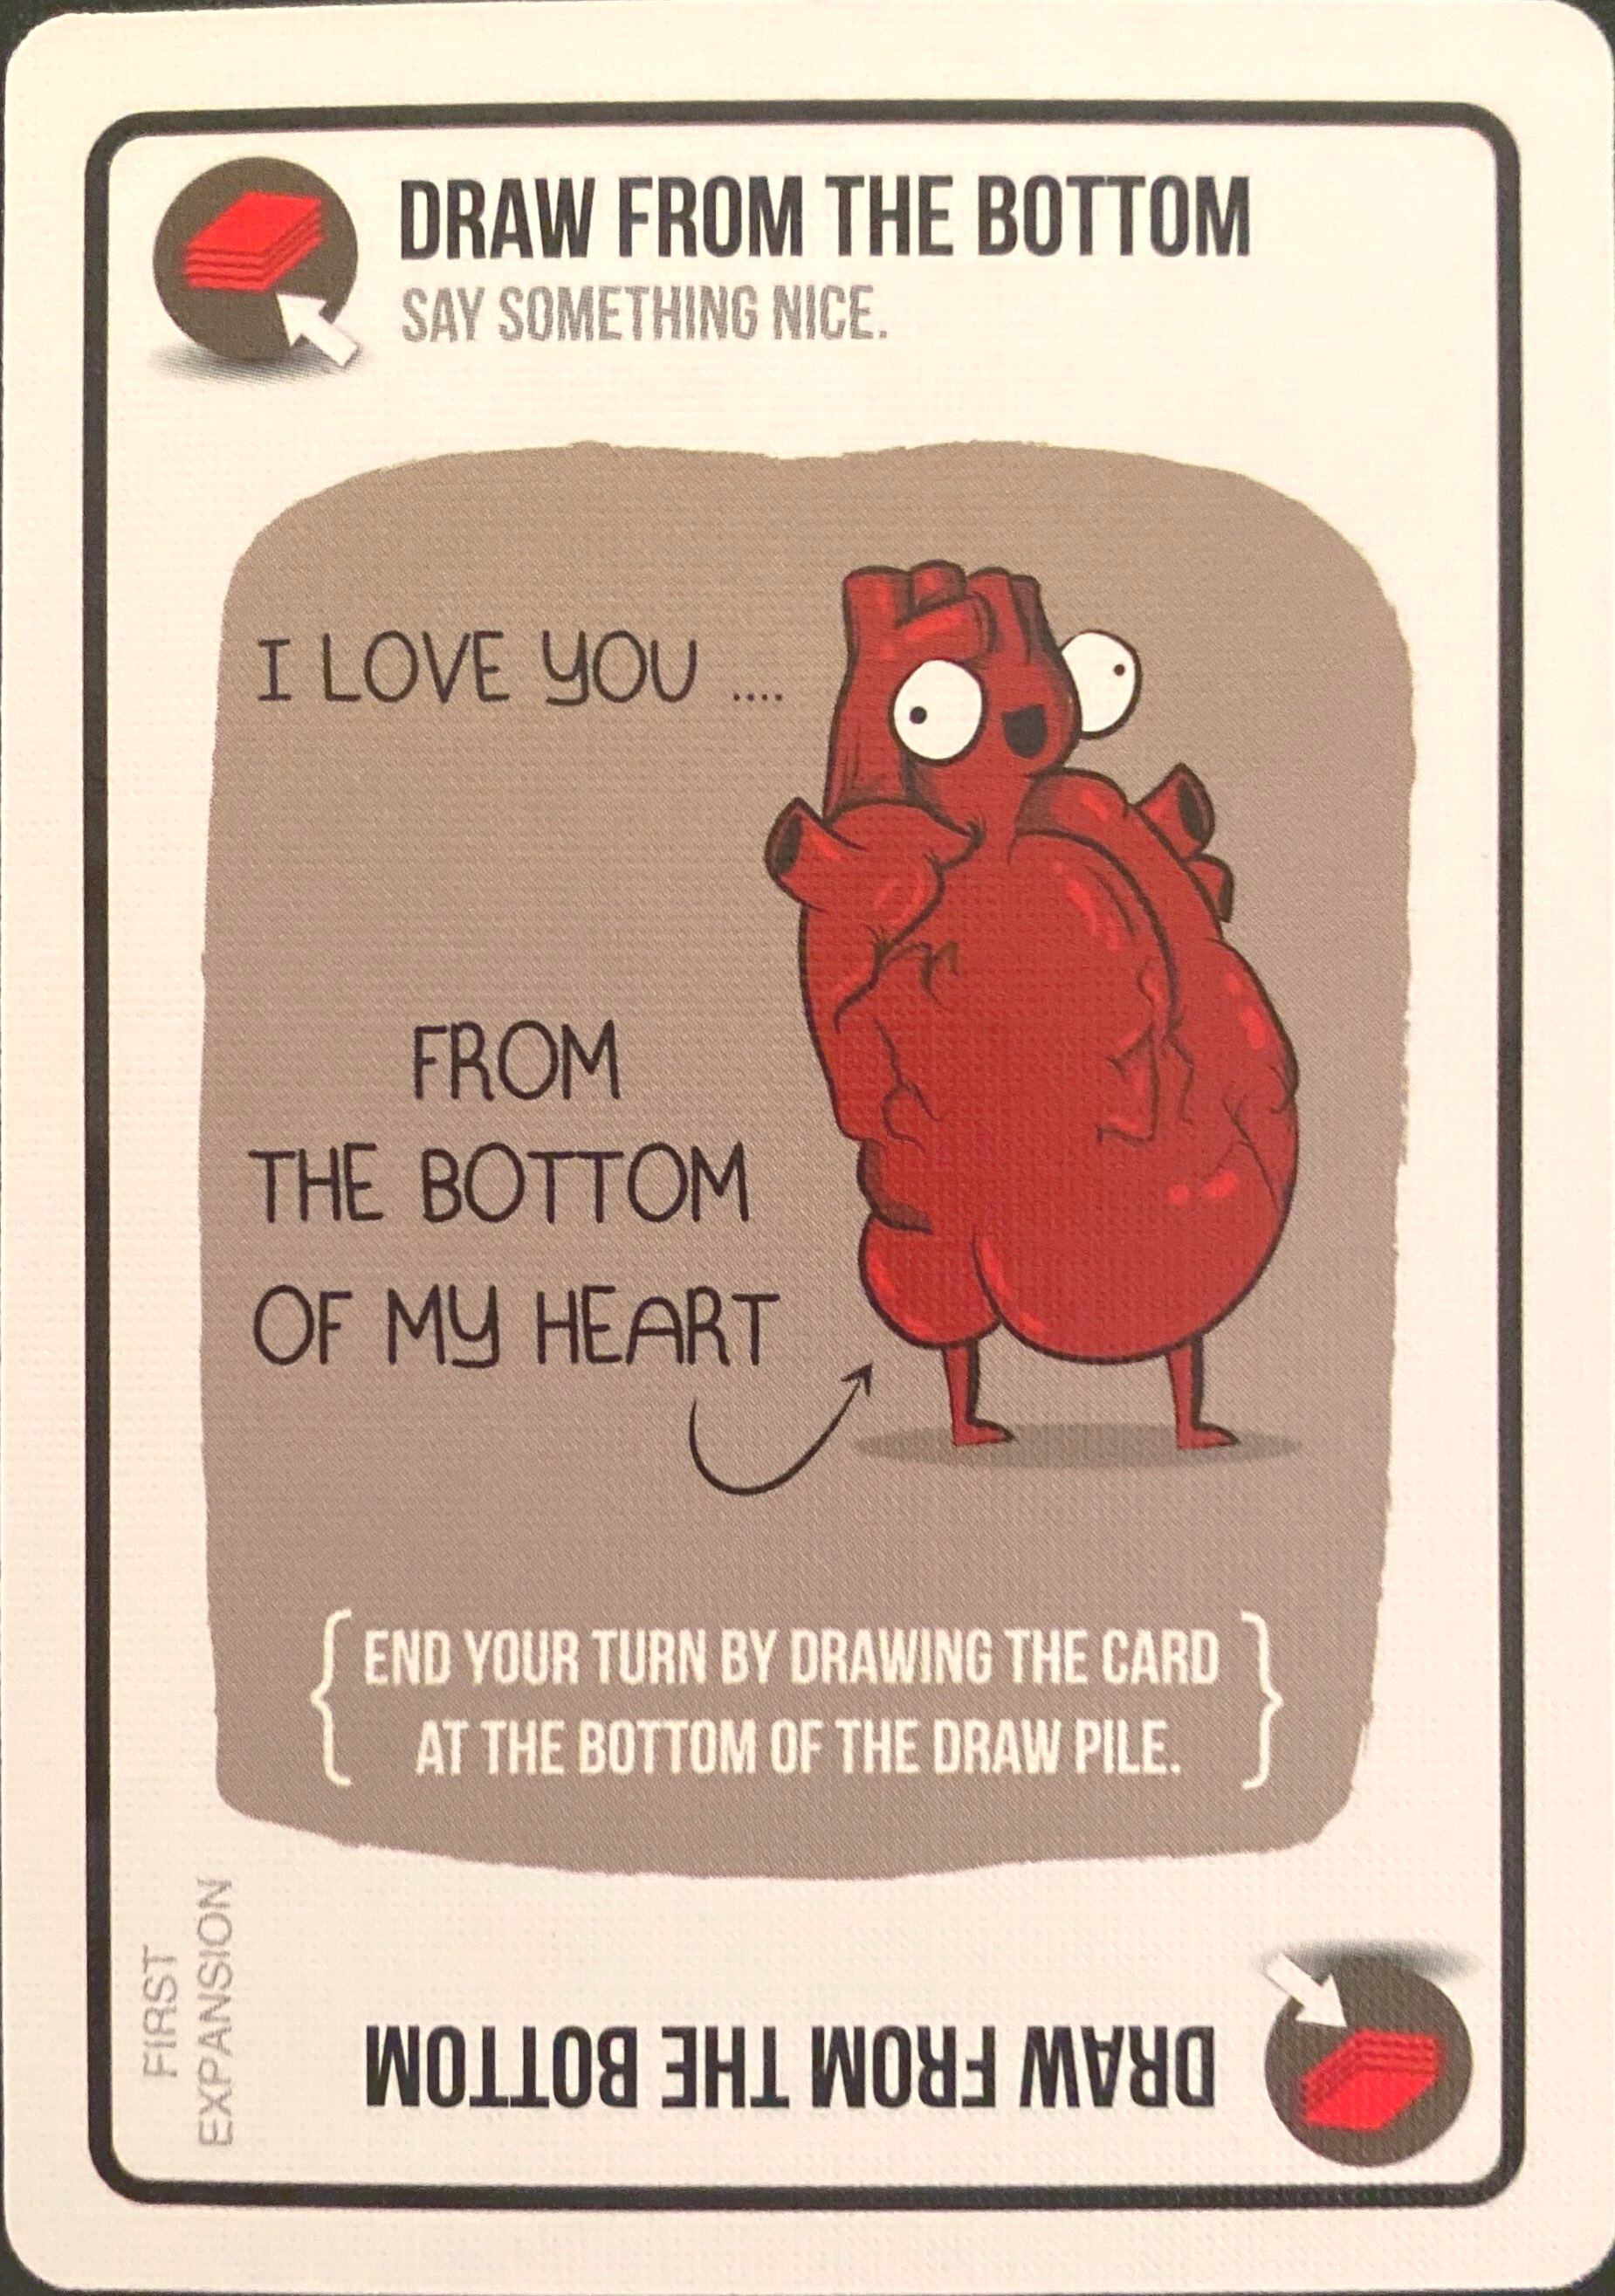 DRAW FROM THE BOTTOM
SAY SOMETHING NICE.
I LOVE YOU ....
FROM
THE BOTTOM
OF MY HEART
END YOUR TURN BY DRAWING THE CARD
AT THE BOTTOM OF THE DRAW PILE.
FIRST
EXPANSION
DRAW FROM THE BOTTOM